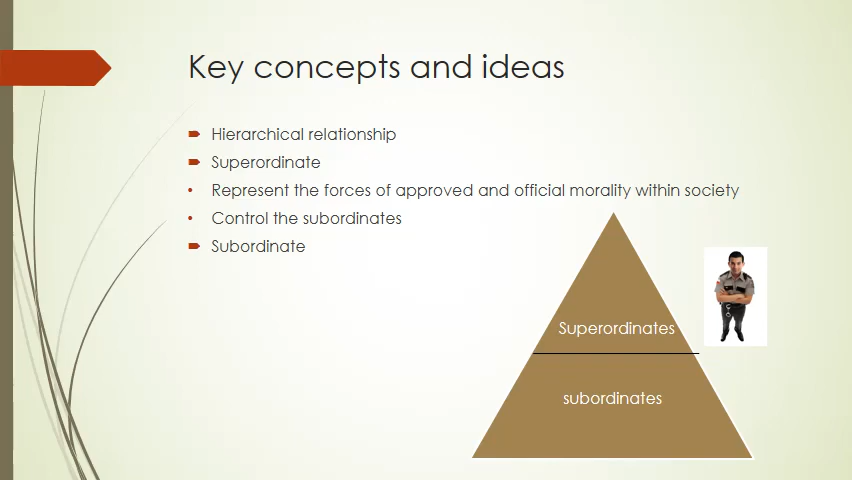 Key concepts and ideas
Hierarchical relationship
Superordinate
Represent the forces of approved and official morality within society
Control the subordinates
Subordinate
Superordinates
subordinates